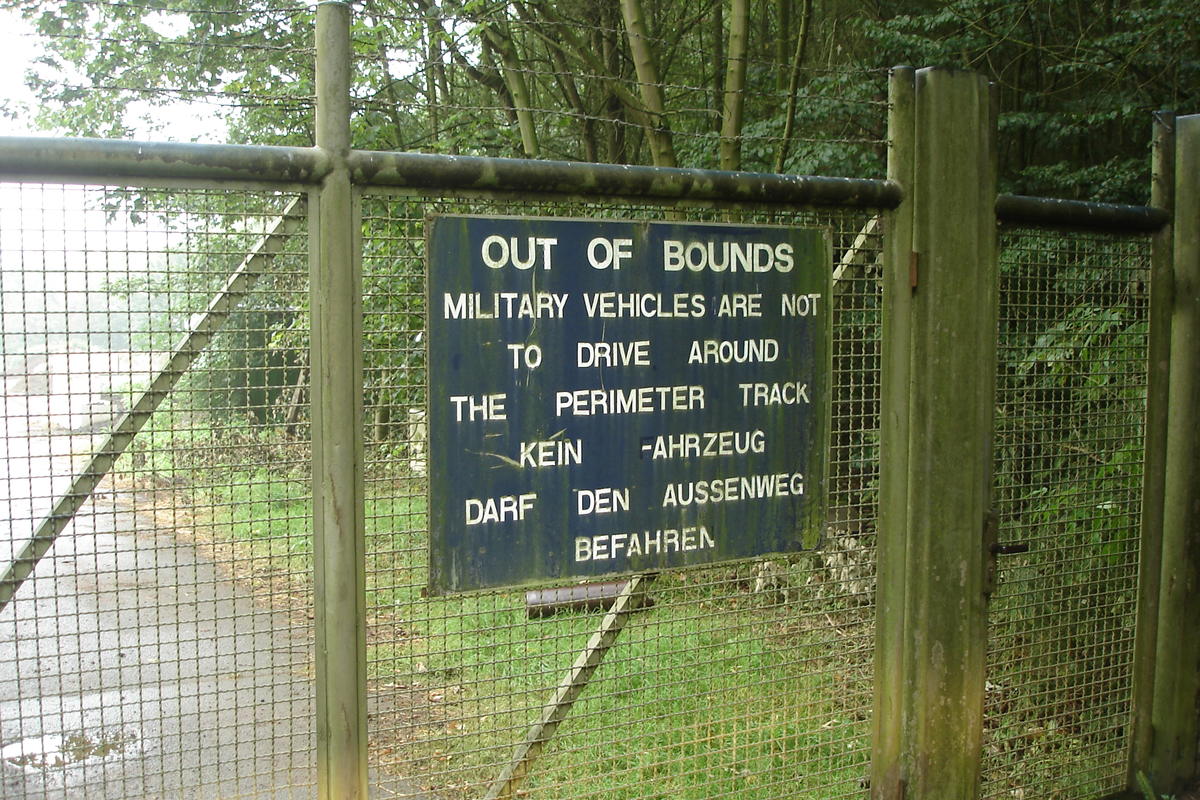 OUT OF BOUNDS
MILITARY VEHICLES ARE NOT
TO DRIVE AROUND
THE PERIMETER TRACK
KEIN FAHRZEUG
DARF DEN AUSSENWEG
BEFAHREN